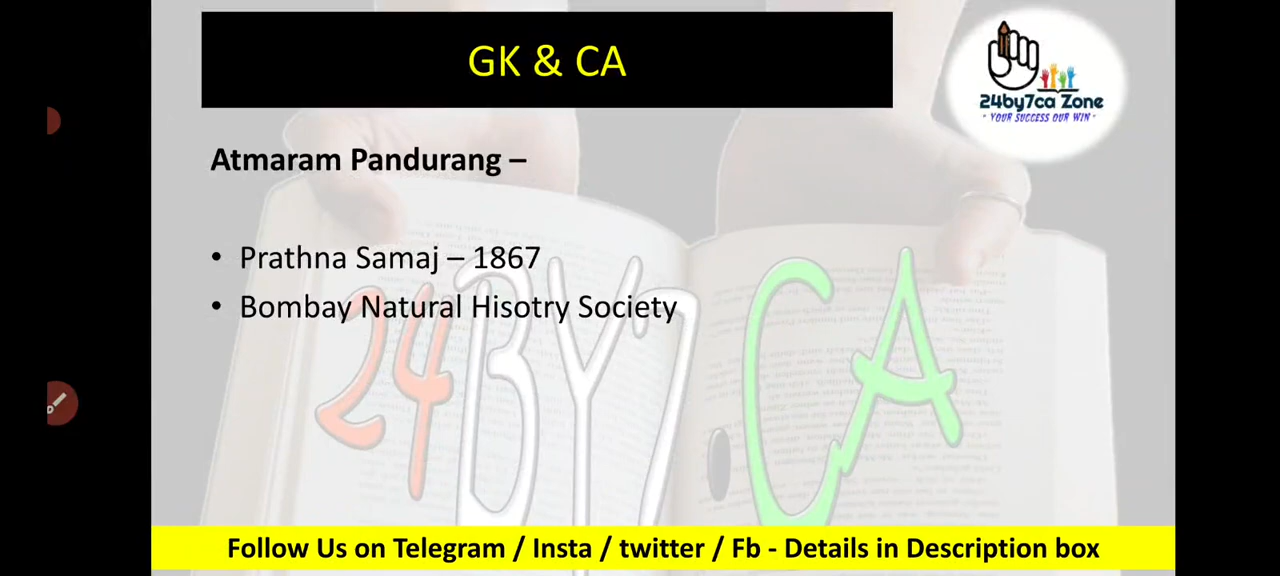 GK & CA
24by7ca Zone
" YOUR SUCCESS OUR WIN "
Atmaram Pandurang –
• Prathna Samaj – 1867
• Bombay Natural Hisotry Society
24BY7.CA
Follow Us on Telegram / Insta / twitter / Fb - Details in Description box